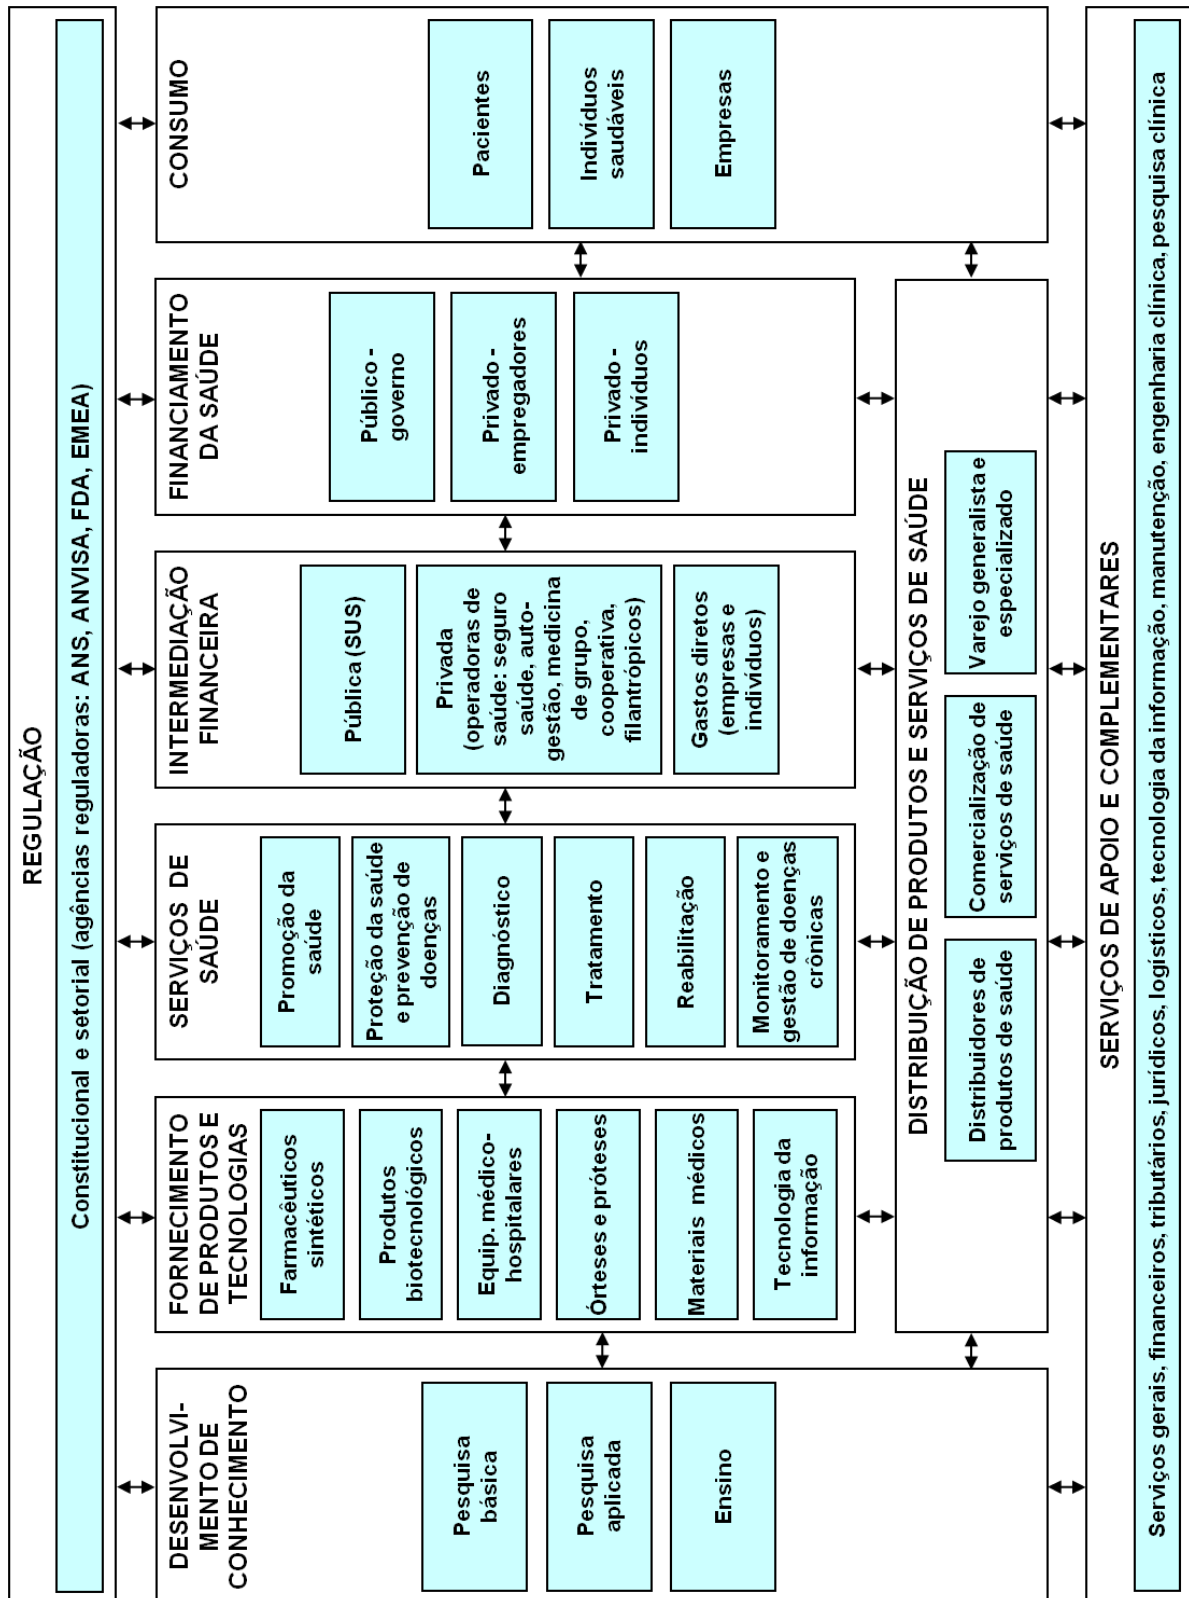 REGULAÇÃO
Constitucional e setorial (agências reguladoras: ANS, ANVISA, FDA, EMEA)
DESENVOLVI-
MENTO DE
CONHECIMENTO
Pesquisa
básica
Pesquisa
aplicada
Ensino
FORNECIMENTO
DE PRODUTOS E
TECNOLOGIAS
Farmacêuticos
sintéticos
Produtos
biotecnológicos
Equip. médico-
hospitalares
Órteses e próteses
Materiais médicos
Tecnologia da
informação
SERVIÇOS DE
SAÚDE
Promoção da
saúde
Proteção da saúde
e prevenção de
doenças
Diagnóstico
Tratamento
Reabilitação
Monitoramento e
gestão de doenças
crônicas
INTERMEDIAÇÃO
FINANCEIRA
Pública (SUS)
Privada
(operadoras de
saúde: seguro
saúde, auto-
gestão, medicina
de grupo,
cooperativa,
filantrópicos)
Gastos diretos
(empresas e
indivíduos)
FINANCIAMENTO
DA SAÚDE
Público -
governo
Privado -
empregadores
Privado -
indivíduos
CONSUMO
Pacientes
Indivíduos
saudáveis
Empresas
DISTRIBUIÇÃO DE PRODUTOS E SERVIÇOS DE SAÚDE
Distribuidores de
produtos de saúde
Comercialização de
serviços de saúde
Varejo generalista e
especializado
SERVIÇOS DE APOIO E COMPLEMENTARES
Serviços gerais, financeiros, tributários, jurídicos, logísticos, tecnologia da informação, manutenção, engenharia clínica, pesquisa clínica